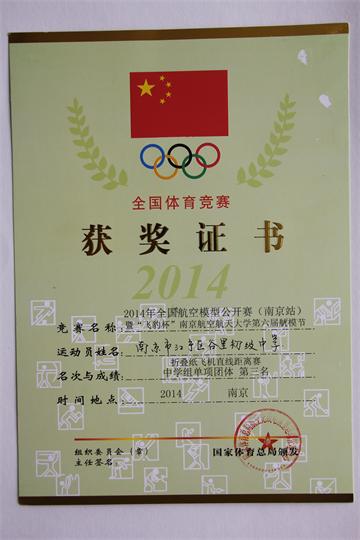 全国体育竞赛
获奖证书
2014
2014年全国航空模型公开赛（南京站）
竞赛名称：暨“飞豹杯”南京航空航天大学第六届航模节
运动员姓名：南京市江宁区谷里初级中学
折叠纸飞机直线距离赛
名次与成绩：中学组单项团体 第三名
时间地点：2014 南京
组织委员会（章）
主任签名：
国家体育总局颁发